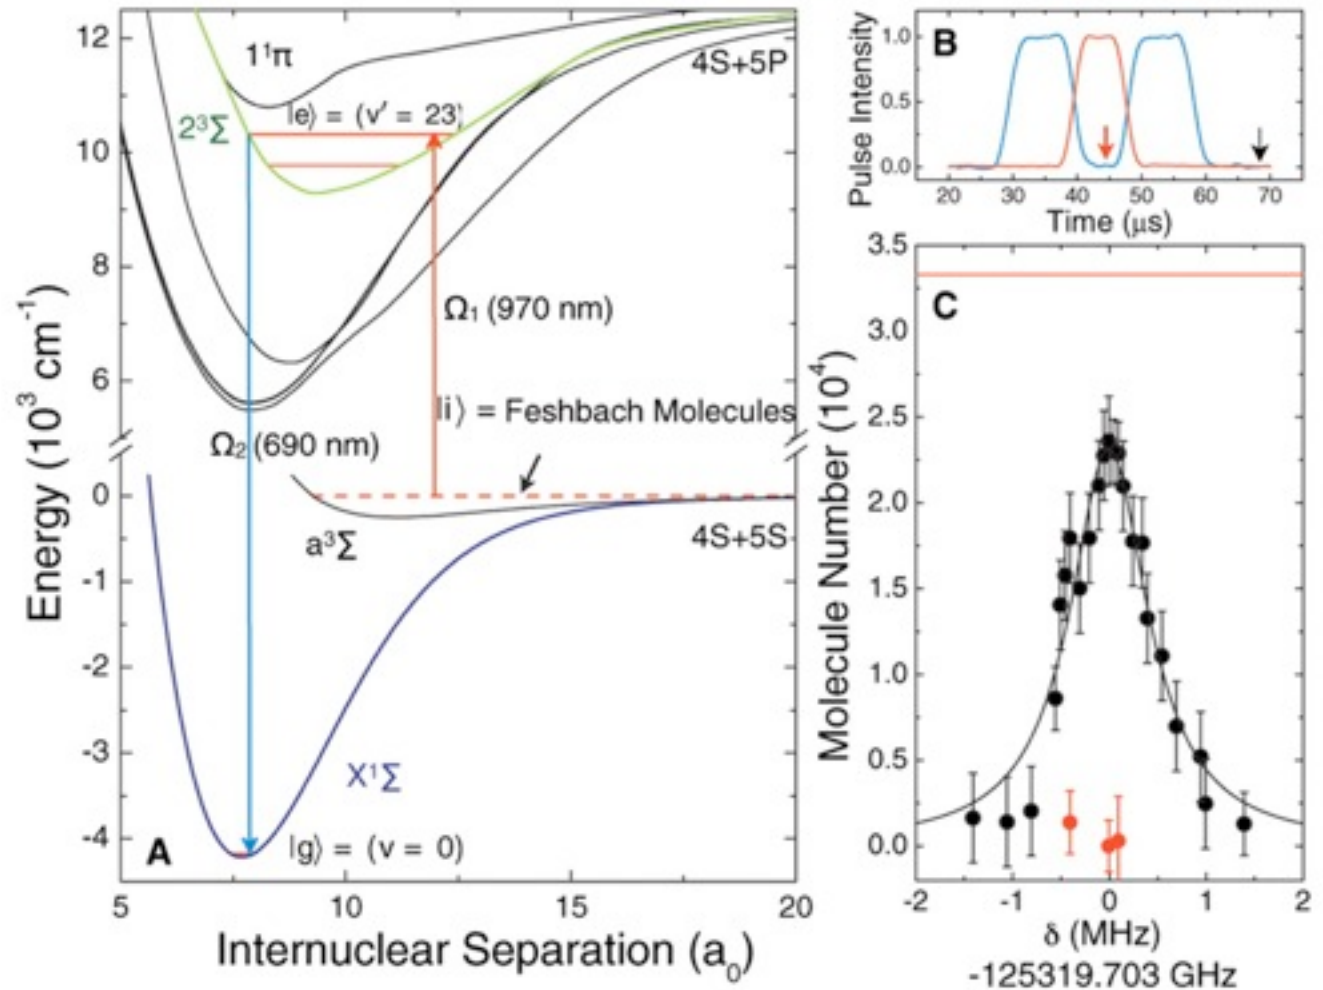 12
10
8
6
0
-1
-2
-3
-4
Energy (10³ cm⁻¹)
1¹π
2³Σ
|e⟩ = (v′ = 23)
4S+5P
Ω₁ (970 nm)
|i⟩ = Feshbach Molecules
Ω₂ (690 nm)
a³Σ
4S+5S
X¹Σ
A
|g⟩ = (v = 0)
5 10 15 20
Internuclear Separation (a₀)
B
Pulse Intensity
1.0
0.5
0.0
20 30 40 50 60 70
Time (μs)
C
Molecule Number (10⁴)
3.5
3.0
2.5
2.0
1.5
1.0
0.5
0.0
-2 -1 0 1 2
δ (MHz)
-125319.703 GHz